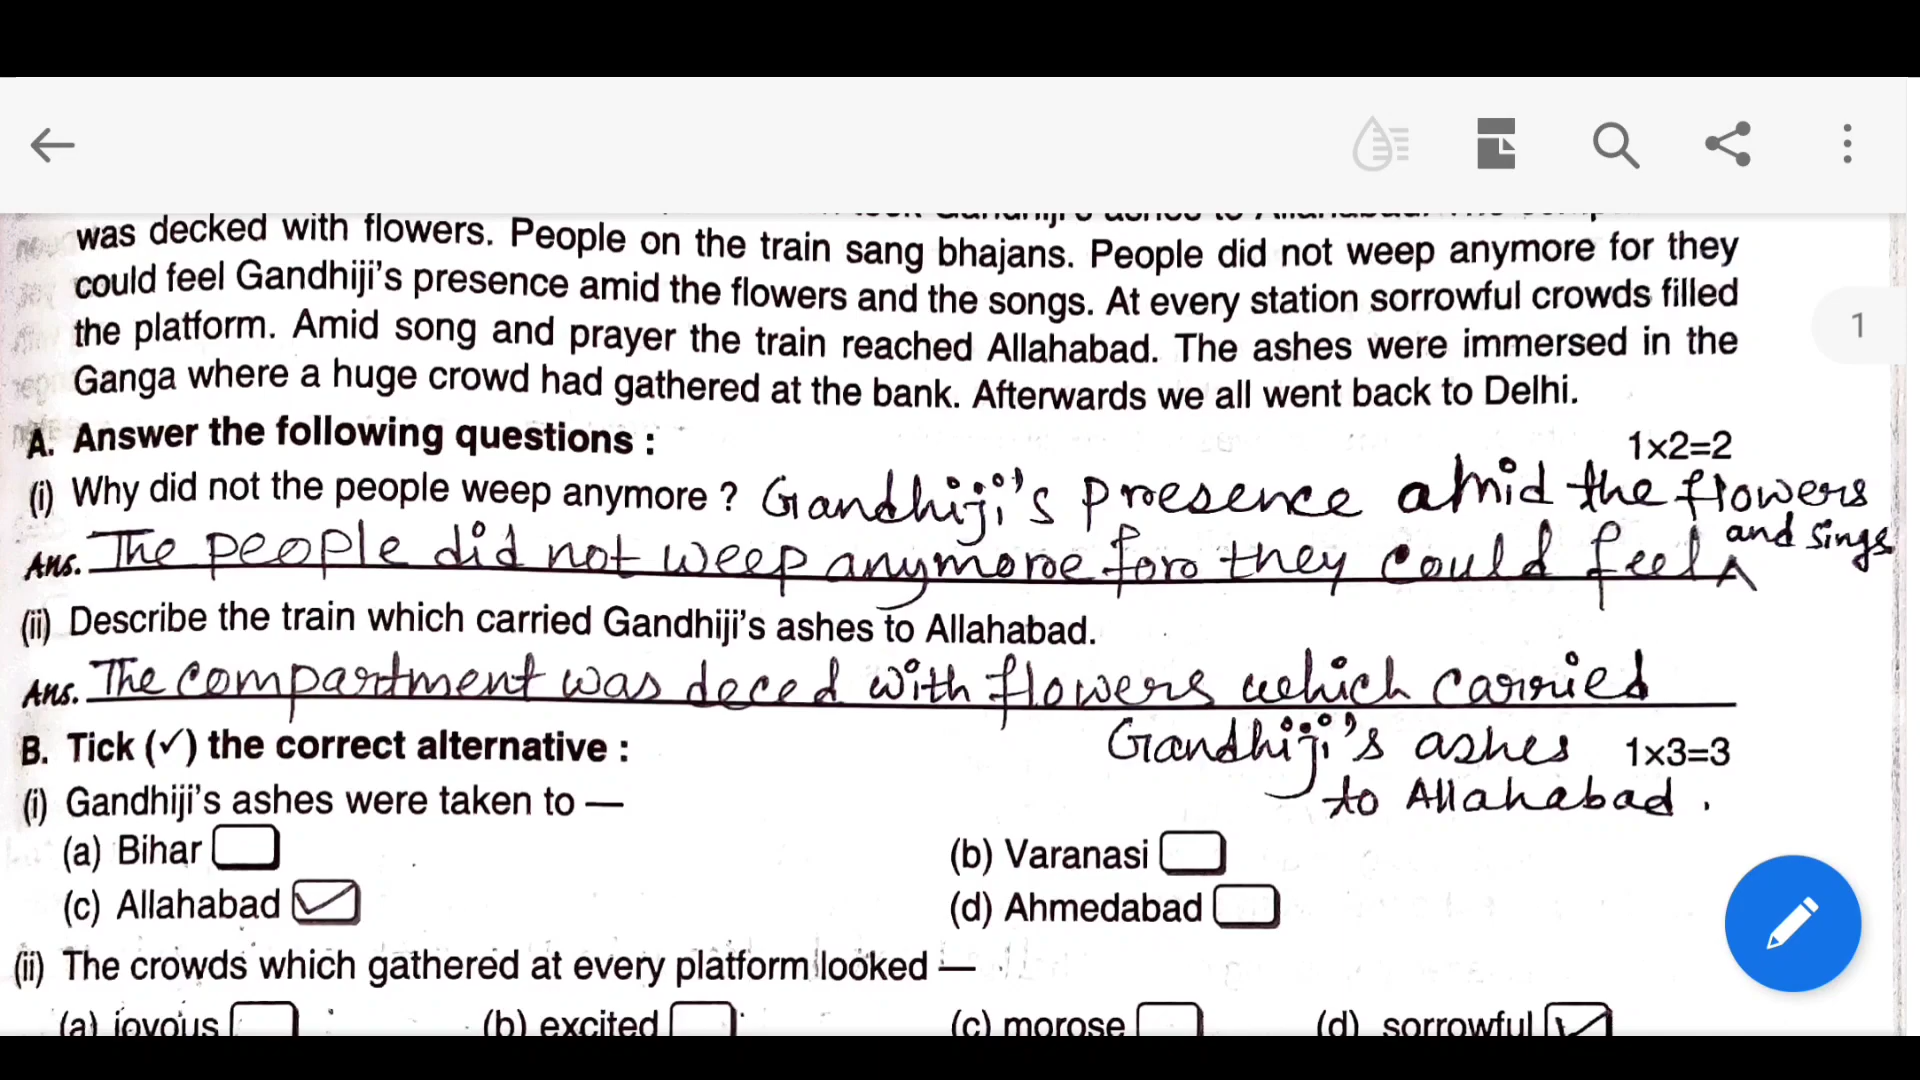 was decked with flowers. People on the train sang bhajans. People did not weep anymore for they
could feel Gandhiji's presence amid the flowers and the songs. At every station sorrowful crowds filled
the platform. Amid song and prayer the train reached Allahabad. The ashes were immersed in the
Ganga where a huge crowd had gathered at the bank. Afterwards we all went back to Delhi.
1
A. Answer the following questions :
1×2=2
(i) Why did not the people weep anymore ? Gandhiji's presence amid the flowers
and sings
Ans. The people did not weep anymore for they could feel ^
(ii) Describe the train which carried Gandhiji's ashes to Allahabad.
Ans. The compartment was deced with flowers which carried
Gandhiji's ashes
to Allahabad.
B. Tick (✓) the correct alternative :
1×3=3
(i) Gandhiji's ashes were taken to —
(a) Bihar
(b) Varanasi
(c) Allahabad ✓
(d) Ahmedabad
(ii) The crowds which gathered at every platform looked —
(a) joyous (b) excited (c) morose (d) sorrowful ✓